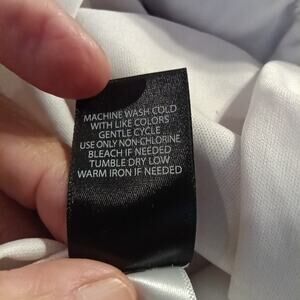 MACHINE WASH COLD
WITH LIKE COLORS
GENTLE CYCLE
USE ONLY NON-CHLORINE
BLEACH IF NEEDED
TUMBLE DRY LOW
WARM IRON IF NEEDED